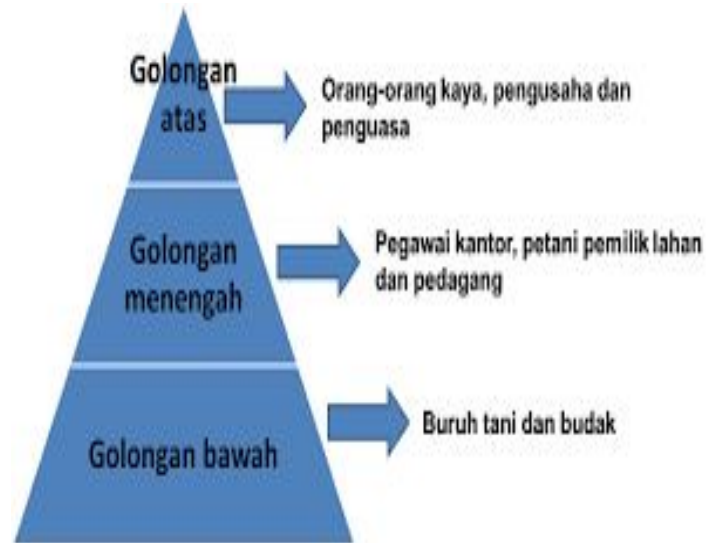 Golongan
atas
Orang-orang kaya, pengusaha dan
penguasa
Golongan
menengah
Pegawai kantor, petani pemilik lahan
dan pedagang
Golongan bawah
Buruh tani dan budak